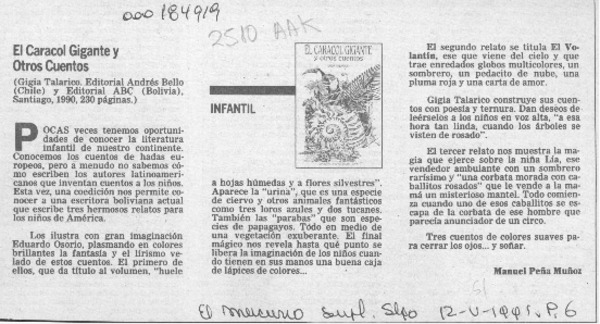 000184919
2510 AAK
El Caracol Gigante y
Otros Cuentos
(Gigia Talarico. Editorial Andrés Bello
(Chile) y Editorial ABC (Bolivia),
Santiago, 1990, 230 páginas.)
POCAS veces tenemos oportuni-
dades de conocer la literatura
infantil de nuestro continente.
Conocemos los cuentos de hadas eu-
ropeos, pero a menudo no sabemos có-
mo escriben los autores latinoameri-
canos que inventan cuentos a los niños.
Esta vez, una coedición nos permite co-
nocer a una escritora boliviana actual
que escribe tres hermosos relatos para
los niños de América.
Los ilustra con gran imaginación
Eduardo Osorio, plasmando en colores
brillantes la fantasía y el lirismo ve-
lado de estos cuentos. El primero de
ellos, que da título al volumen, "huele
INFANTIL
EL CARACOL GIGANTE
y otros cuentos
a hojas húmedas y a flores silvestres".
Aparece la "urina", que es una especie
de ciervo y otros animales fantásticos
como tres loros azules y dos tucanes.
También las "parabas" que son espe-
cies de papagayos. Todo en medio de
una vegetación exuberante. El final
mágico nos revela hasta qué punto se
libera la imaginación de los niños cuan-
do tienen en sus manos una buena caja
de lápices de colores...
El segundo relato se titula El Vo-
lantín, ese que viene del cielo y que
trae enredados globos multicolores, un
sombrero, un pedacito de nube, una
pluma roja y una carta de amor.
Gigia Talarico construye sus cuen-
tos con poesía y ternura. Dan deseos de
leérselos a los niños en voz alta, "a esa
hora tan linda, cuando los árboles se
visten de rosado".
El tercer relato nos muestra la ma-
gia que ejerce sobre la niña Lía, ese
vendedor ambulante con un sombrero
rarísimo y "una corbata morada con ca-
ballitos rosados" que le vende a la ma-
má un misterioso mantel. Todo comien-
za cuando uno de esos caballitos se es-
capa de la corbata de ese hombre que
parecía anunciador de un circo.
Tres cuentos de colores suaves pa-
ra cerrar los ojos... y soñar.
Manuel Peña Muñoz
El Mercurio Supl. Stgo 12-V-1991. P. 6